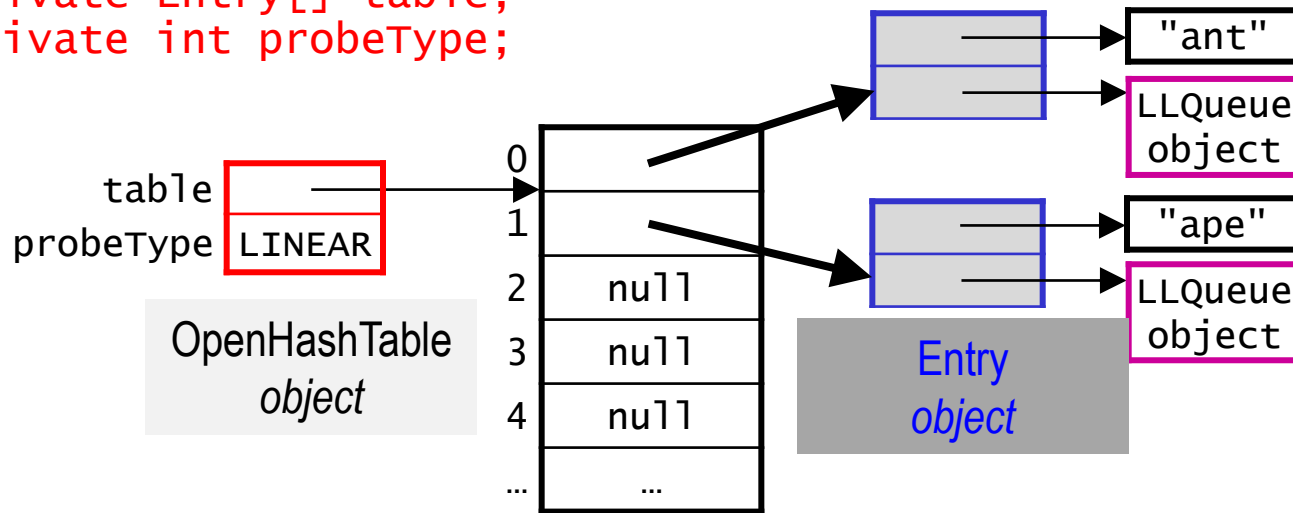 ivate Entry[] table;
ivate int probeType;
"ant"
LLQueue
object
0
table
1
"ape"
probeType LINEAR
2 null
LLQueue
object
OpenHashTable
object
3 null
Entry
object
4 null
… …